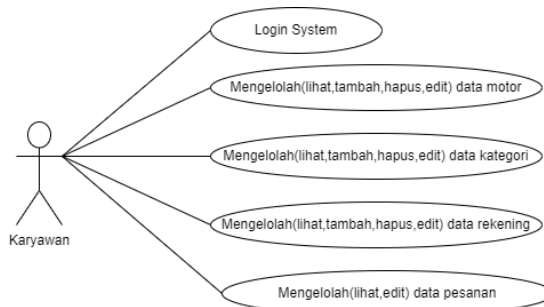 Login System
Mengelolah(lihat,tambah,hapus,edit) data motor
Mengelolah(lihat,tambah,hapus,edit) data kategori
Karyawan
Mengelolah(lihat,tambah,hapus,edit) data rekening
Mengelolah(lihat,edit) data pesanan